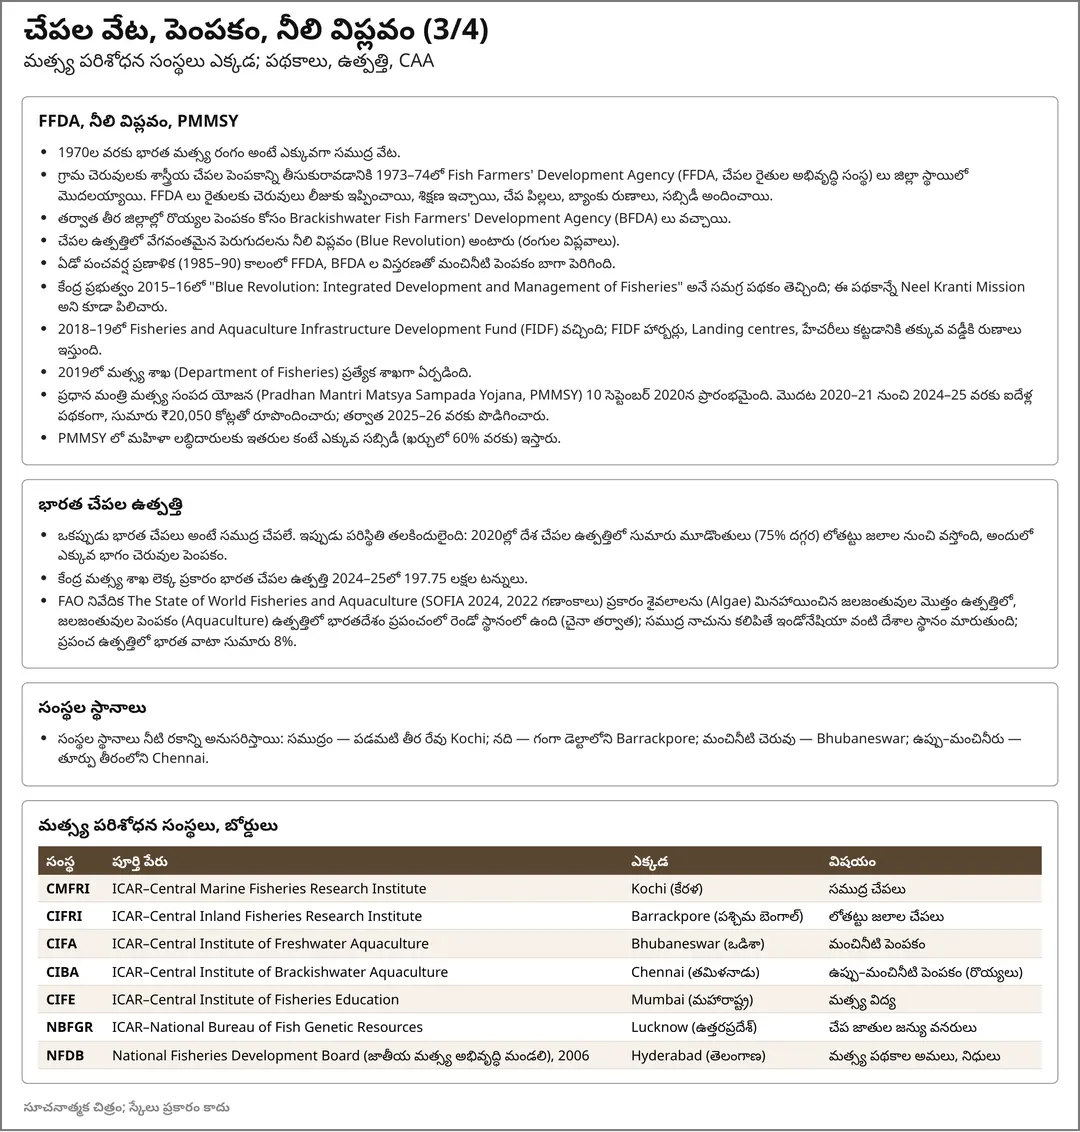 చేపల వేట, పెంపకం, నీలి విప్లవం (3/4)
మత్స్య పరిశోధన సంస్థలు ఎక్కడ; పథకాలు, ఉత్పత్తి, CAA
FFDA, నీలి విప్లవం, PMMSY
• 1970ల వరకు భారత మత్స్య రంగం అంటే ఎక్కువగా సముద్ర వేట.
• గ్రామ చెరువులకు శాస్త్రీయ చేపల పెంపకాన్ని తీసుకురావడానికి 1973–74లో Fish Farmers' Development Agency (FFDA, చేపల రైతుల అభివృద్ధి సంస్థ) లు జిల్లా స్థాయిలో
మొదలయ్యాయి. FFDA లు రైతులకు చెరువులు లీజుకు ఇప్పించాయి, శిక్షణ ఇచ్చాయి, చేప పిల్లలు, బ్యాంకు రుణాలు, సబ్సిడీ అందించాయి.
• తర్వాత తీర జిల్లాల్లో రొయ్యల పెంపకం కోసం Brackishwater Fish Farmers' Development Agency (BFDA) లు వచ్చాయి.
• చేపల ఉత్పత్తిలో వేగవంతమైన పెరుగుదలను నీలి విప్లవం (Blue Revolution) అంటారు (రంగుల విప్లవాలు).
• ఏడో పంచవర్ష ప్రణాళిక (1985–90) కాలంలో FFDA, BFDA ల విస్తరణతో మంచినీటి పెంపకం బాగా పెరిగింది.
• కేంద్ర ప్రభుత్వం 2015–16లో "Blue Revolution: Integrated Development and Management of Fisheries" అనే సమగ్ర పథకం తెచ్చింది; ఈ పథకాన్నే Neel Kranti Mission
అని కూడా పిలిచారు.
• 2018–19లో Fisheries and Aquaculture Infrastructure Development Fund (FIDF) వచ్చింది; FIDF హార్బర్లు, Landing centres, హేచరీలు కట్టడానికి తక్కువ వడ్డీకి రుణాలు
ఇస్తుంది.
• 2019లో మత్స్య శాఖ (Department of Fisheries) ప్రత్యేక శాఖగా ఏర్పడింది.
• ప్రధాన మంత్రి మత్స్య సంపద యోజన (Pradhan Mantri Matsya Sampada Yojana, PMMSY) 10 సెప్టెంబర్ 2020న ప్రారంభమైంది. మొదట 2020–21 నుంచి 2024–25 వరకు ఐదేళ్ల
పథకంగా, సుమారు ₹20,050 కోట్లతో రూపొందించారు; తర్వాత 2025–26 వరకు పొడిగించారు.
• PMMSY లో మహిళా లబ్ధిదారులకు ఇతరుల కంటే ఎక్కువ సబ్సిడీ (ఖర్చులో 60% వరకు) ఇస్తారు.
భారత చేపల ఉత్పత్తి
• ఒకప్పుడు భారత చేపలు అంటే సముద్ర చేపలే. ఇప్పుడు పరిస్థితి తలకిందులైంది: 2020ల్లో దేశ చేపల ఉత్పత్తిలో సుమారు మూడొంతులు (75% దగ్గర) లోతట్టు జలాల నుంచి వస్తోంది, అందులో
ఎక్కువ భాగం చెరువుల పెంపకం.
• కేంద్ర మత్స్య శాఖ లెక్క ప్రకారం భారత చేపల ఉత్పత్తి 2024–25లో 197.75 లక్షల టన్నులు.
• FAO నివేదిక The State of World Fisheries and Aquaculture (SOFIA 2024, 2022 గణాంకాలు) ప్రకారం శైవలాలను (Algae) మినహాయించిన జలజంతువుల మొత్తం ఉత్పత్తిలో,
జలజంతువుల పెంపకం (Aquaculture) ఉత్పత్తిలో భారతదేశం ప్రపంచంలో రెండో స్థానంలో ఉంది (చైనా తర్వాత); సముద్ర నాచును కలిపితే ఇండోనేషియా వంటి దేశాల స్థానం మారుతుంది;
ప్రపంచ ఉత్పత్తిలో భారత వాటా సుమారు 8%.
సంస్థల స్థానాలు
• సంస్థల స్థానాలు నీటి రకాన్ని అనుసరిస్తాయి: సముద్రం — పడమటి తీర రేవు Kochi; నది — గంగా డెల్టాలోని Barrackpore; మంచినీటి చెరువు — Bhubaneswar; ఉప్పు–మంచినీరు —
తూర్పు తీరంలోని Chennai.
మత్స్య పరిశోధన సంస్థలు, బోర్డులు
సంస్థ పూర్తి పేరు ఎక్కడ విషయం
CMFRI ICAR–Central Marine Fisheries Research Institute Kochi (కేరళ) సముద్ర చేపలు
CIFRI ICAR–Central Inland Fisheries Research Institute Barrackpore (పశ్చిమ బెంగాల్) లోతట్టు జలాల చేపలు
CIFA ICAR–Central Institute of Freshwater Aquaculture Bhubaneswar (ఒడిశా) మంచినీటి పెంపకం
CIBA ICAR–Central Institute of Brackishwater Aquaculture Chennai (తమిళనాడు) ఉప్పు–మంచినీటి పెంపకం (రొయ్యలు)
CIFE ICAR–Central Institute of Fisheries Education Mumbai (మహారాష్ట్ర) మత్స్య విద్య
NBFGR ICAR–National Bureau of Fish Genetic Resources Lucknow (ఉత్తరప్రదేశ్) చేప జాతుల జన్యు వనరులు
NFDB National Fisheries Development Board (జాతీయ మత్స్య అభివృద్ధి మండలి), 2006 Hyderabad (తెలంగాణ) మత్స్య పథకాల అమలు, నిధులు
సూచనాత్మక చిత్రం; స్కేలు ప్రకారం కాదు